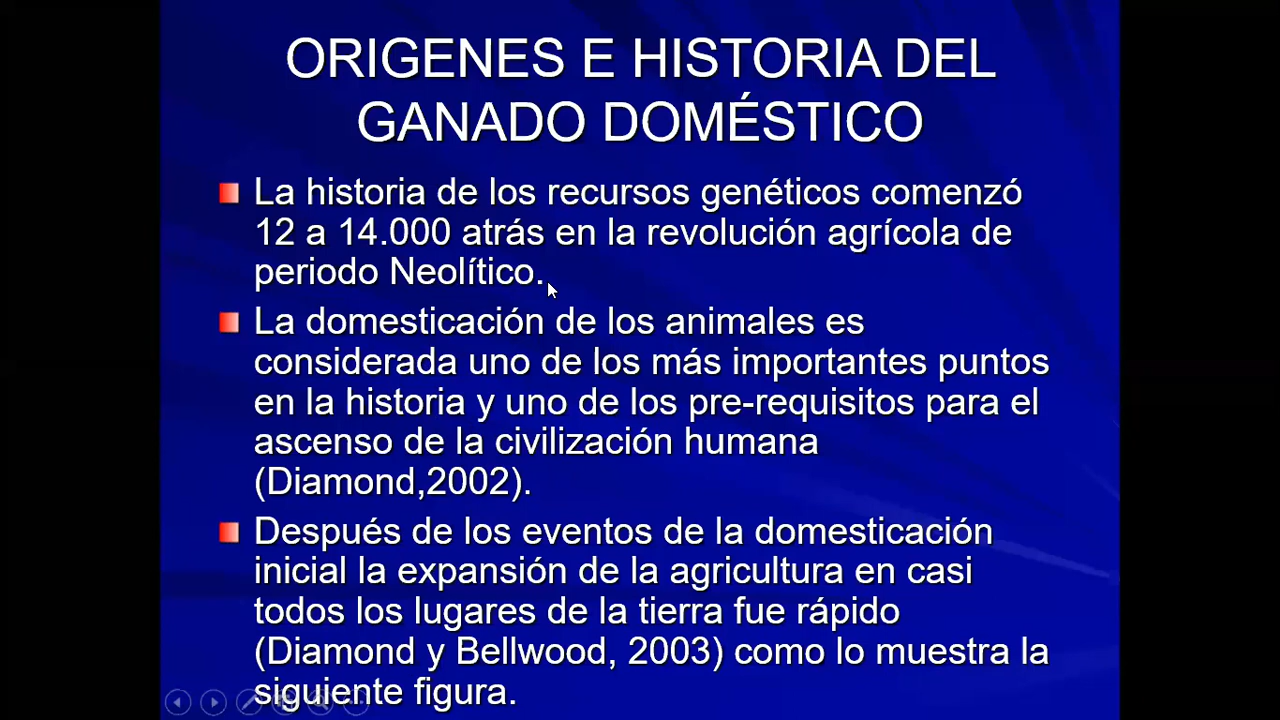 ORIGENES E HISTORIA DEL
GANADO DOMÉSTICO
La historia de los recursos genéticos comenzó
12 a 14.000 atrás en la revolución agrícola de
periodo Neolítico.
La domesticación de los animales es
considerada uno de los más importantes puntos
en la historia y uno de los pre-requisitos para el
ascenso de la civilización humana
(Diamond,2002).
Después de los eventos de la domesticación
inicial la expansión de la agricultura en casi
todos los lugares de la tierra fue rápido
(Diamond y Bellwood, 2003) como lo muestra la
siguiente figura.